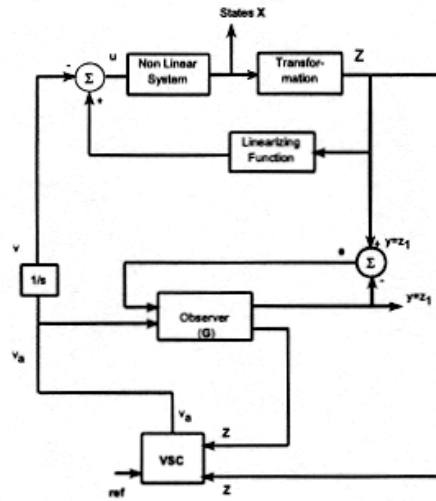 States X
Non Linear
System
Transfor-
mation
Z
u
-
Σ
+
Linearizing
Function
v
e
+
y=z1
Σ
-
1/s
Observer
(G)
y=z1
va
va
Z
VSC
ref
Z